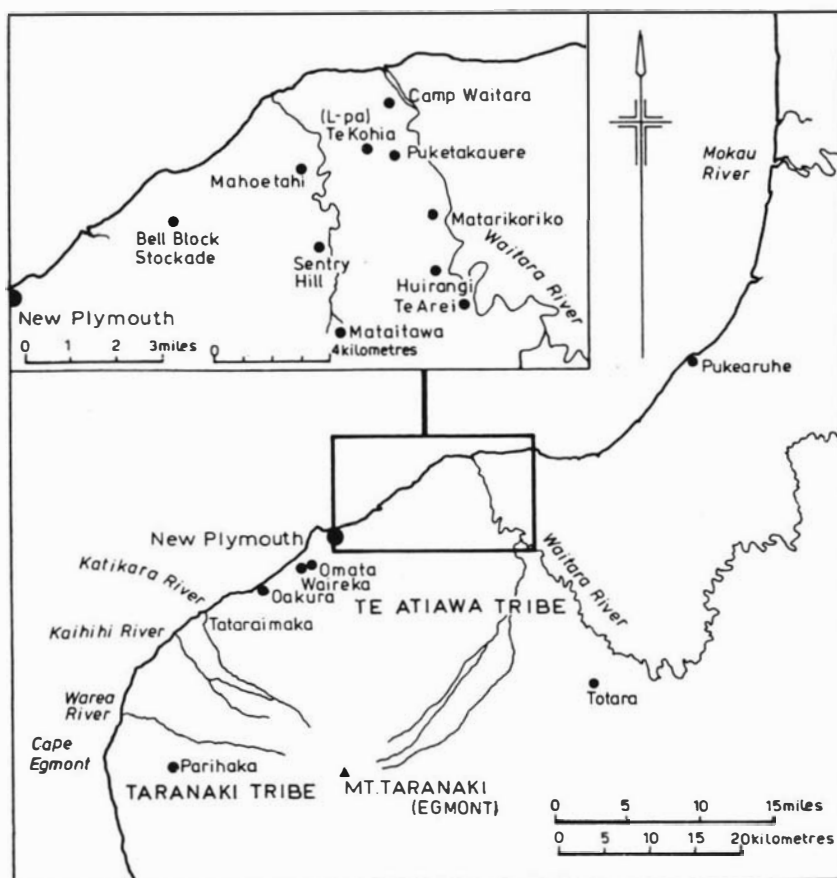 Camp Waitara
(L-pa)
Te Kohia
Puketakauere
Mahoetahi
Bell Block
Stockade
Matarikoriko
Sentry
Hill
Waitara
River
Huirangi
Te Arei
New Plymouth
Mataitawa
0 1 2 3miles
0 4kilometres
Mokau
River
Pukearuhe
New Plymouth
Omata
Waireka
Oakura
Katikara River
Tataraimaka
Kaihihi River
TE ATIAWA TRIBE
Waitara
River
Totara
Warea
River
Cape
Egmont
Parihaka
TARANAKI TRIBE
MT. TARANAKI
(EGMONT)
0 5 10 15miles
0 5 10 15 20kilometres